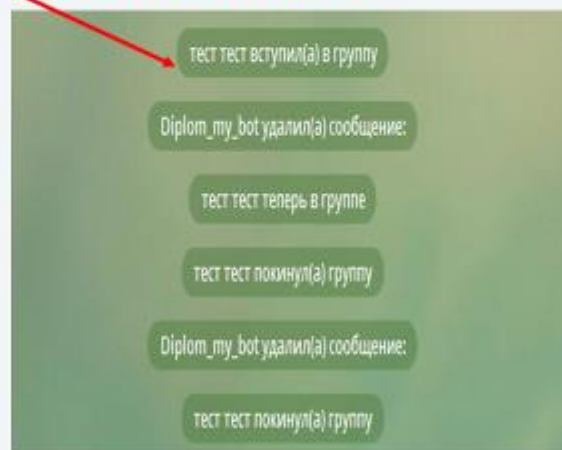 тест тест вступил(а) в группу
Diplom_my_bot удалил(а) сообщение:
тест тест теперь в группе
тест тест покинул(а) группу
Diplom_my_bot удалил(а) сообщение:
тест тест покинул(а) группу